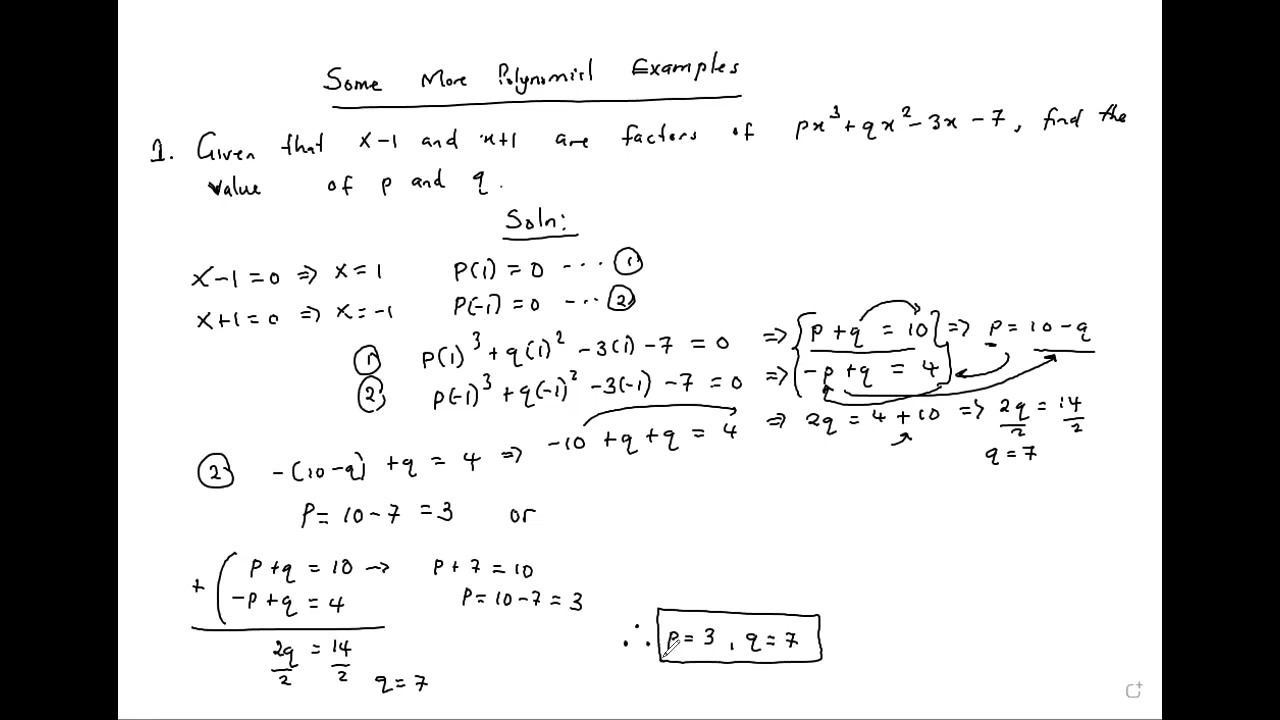 Some More Polynomial Examples
1. Given that x-1 and x+1 are factors of px³+qx²-3x-7, find the
value of p and q.
Soln:
x-1=0 ⇒ x=1 P(1)=0 --- ①
x+1=0 ⇒ x=-1 P(-1)=0 --- ②
① P(1)³+q(1)²-3(1)-7=0 ⇒ {p+q=10} ⇒ p=10-q
② p(-1)³+q(-1)²-3(-1)-7=0 ⇒ {-p+q=4}
② -(10-q)+q=4 ⇒ -10+q+q=4 ⇒ 2q=4+10 ⇒ 2q/2=14/2
q=7
P=10-7=3 or
+ ( p+q=10 → p+7=10
-p+q=4 p=10-7=3
2q/2=14/2 q=7
∴ p=3, q=7